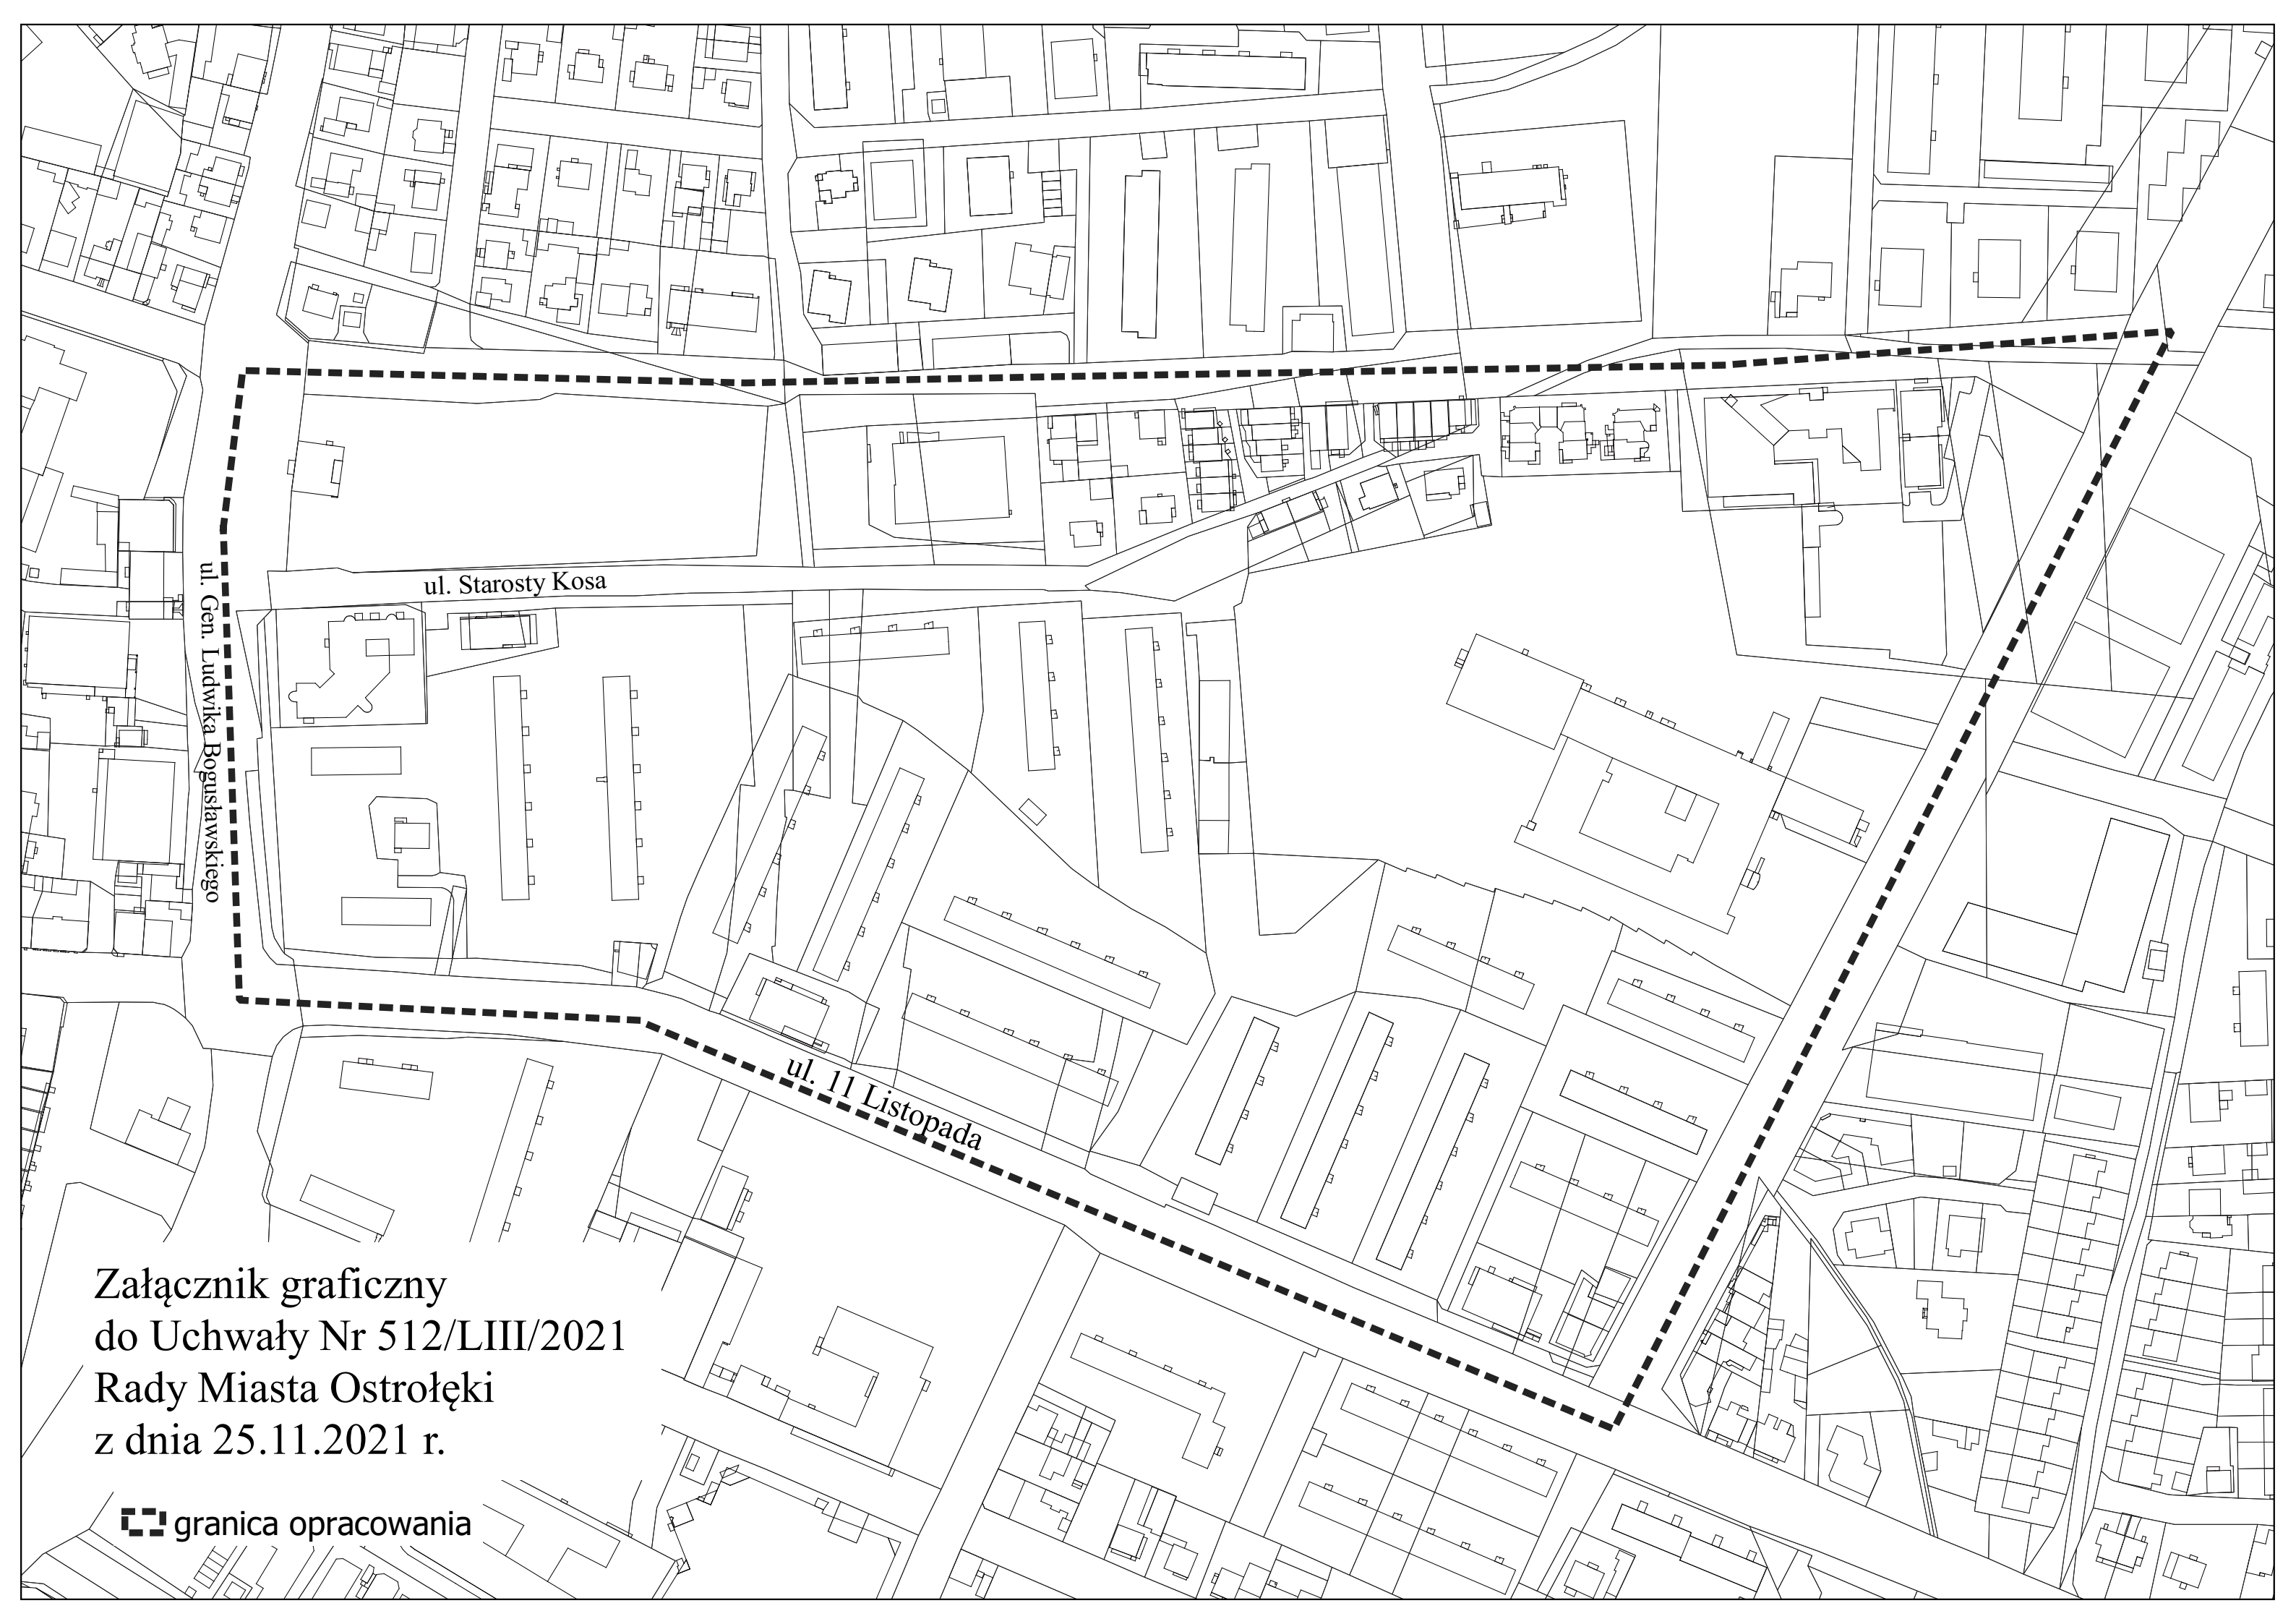 ul. Starosty Kosa
ul. Gen. Ludwika Bogusławskiego
ul. 11 Listopada
Załącznik graficzny
do Uchwały Nr 512/LIII/2021
Rady Miasta Ostrołęki
z dnia 25.11.2021 r.
granica opracowania